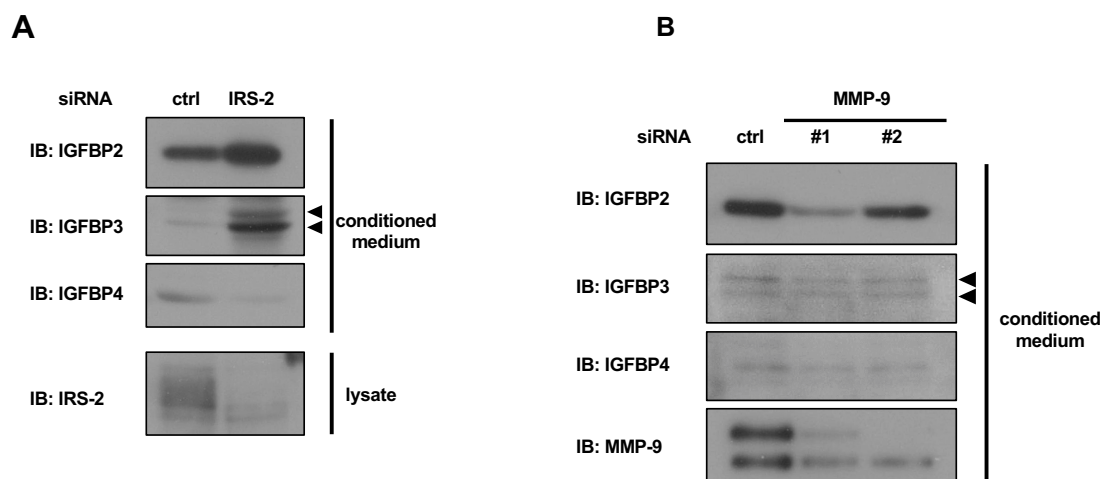 A
siRNA ctrl IRS-2
IB: IGFBP2
IB: IGFBP3
IB: IGFBP4
conditioned
medium
IB: IRS-2
lysate
B
MMP-9
siRNA ctrl #1 #2
IB: IGFBP2
IB: IGFBP3
IB: IGFBP4
IB: MMP-9
conditioned
medium